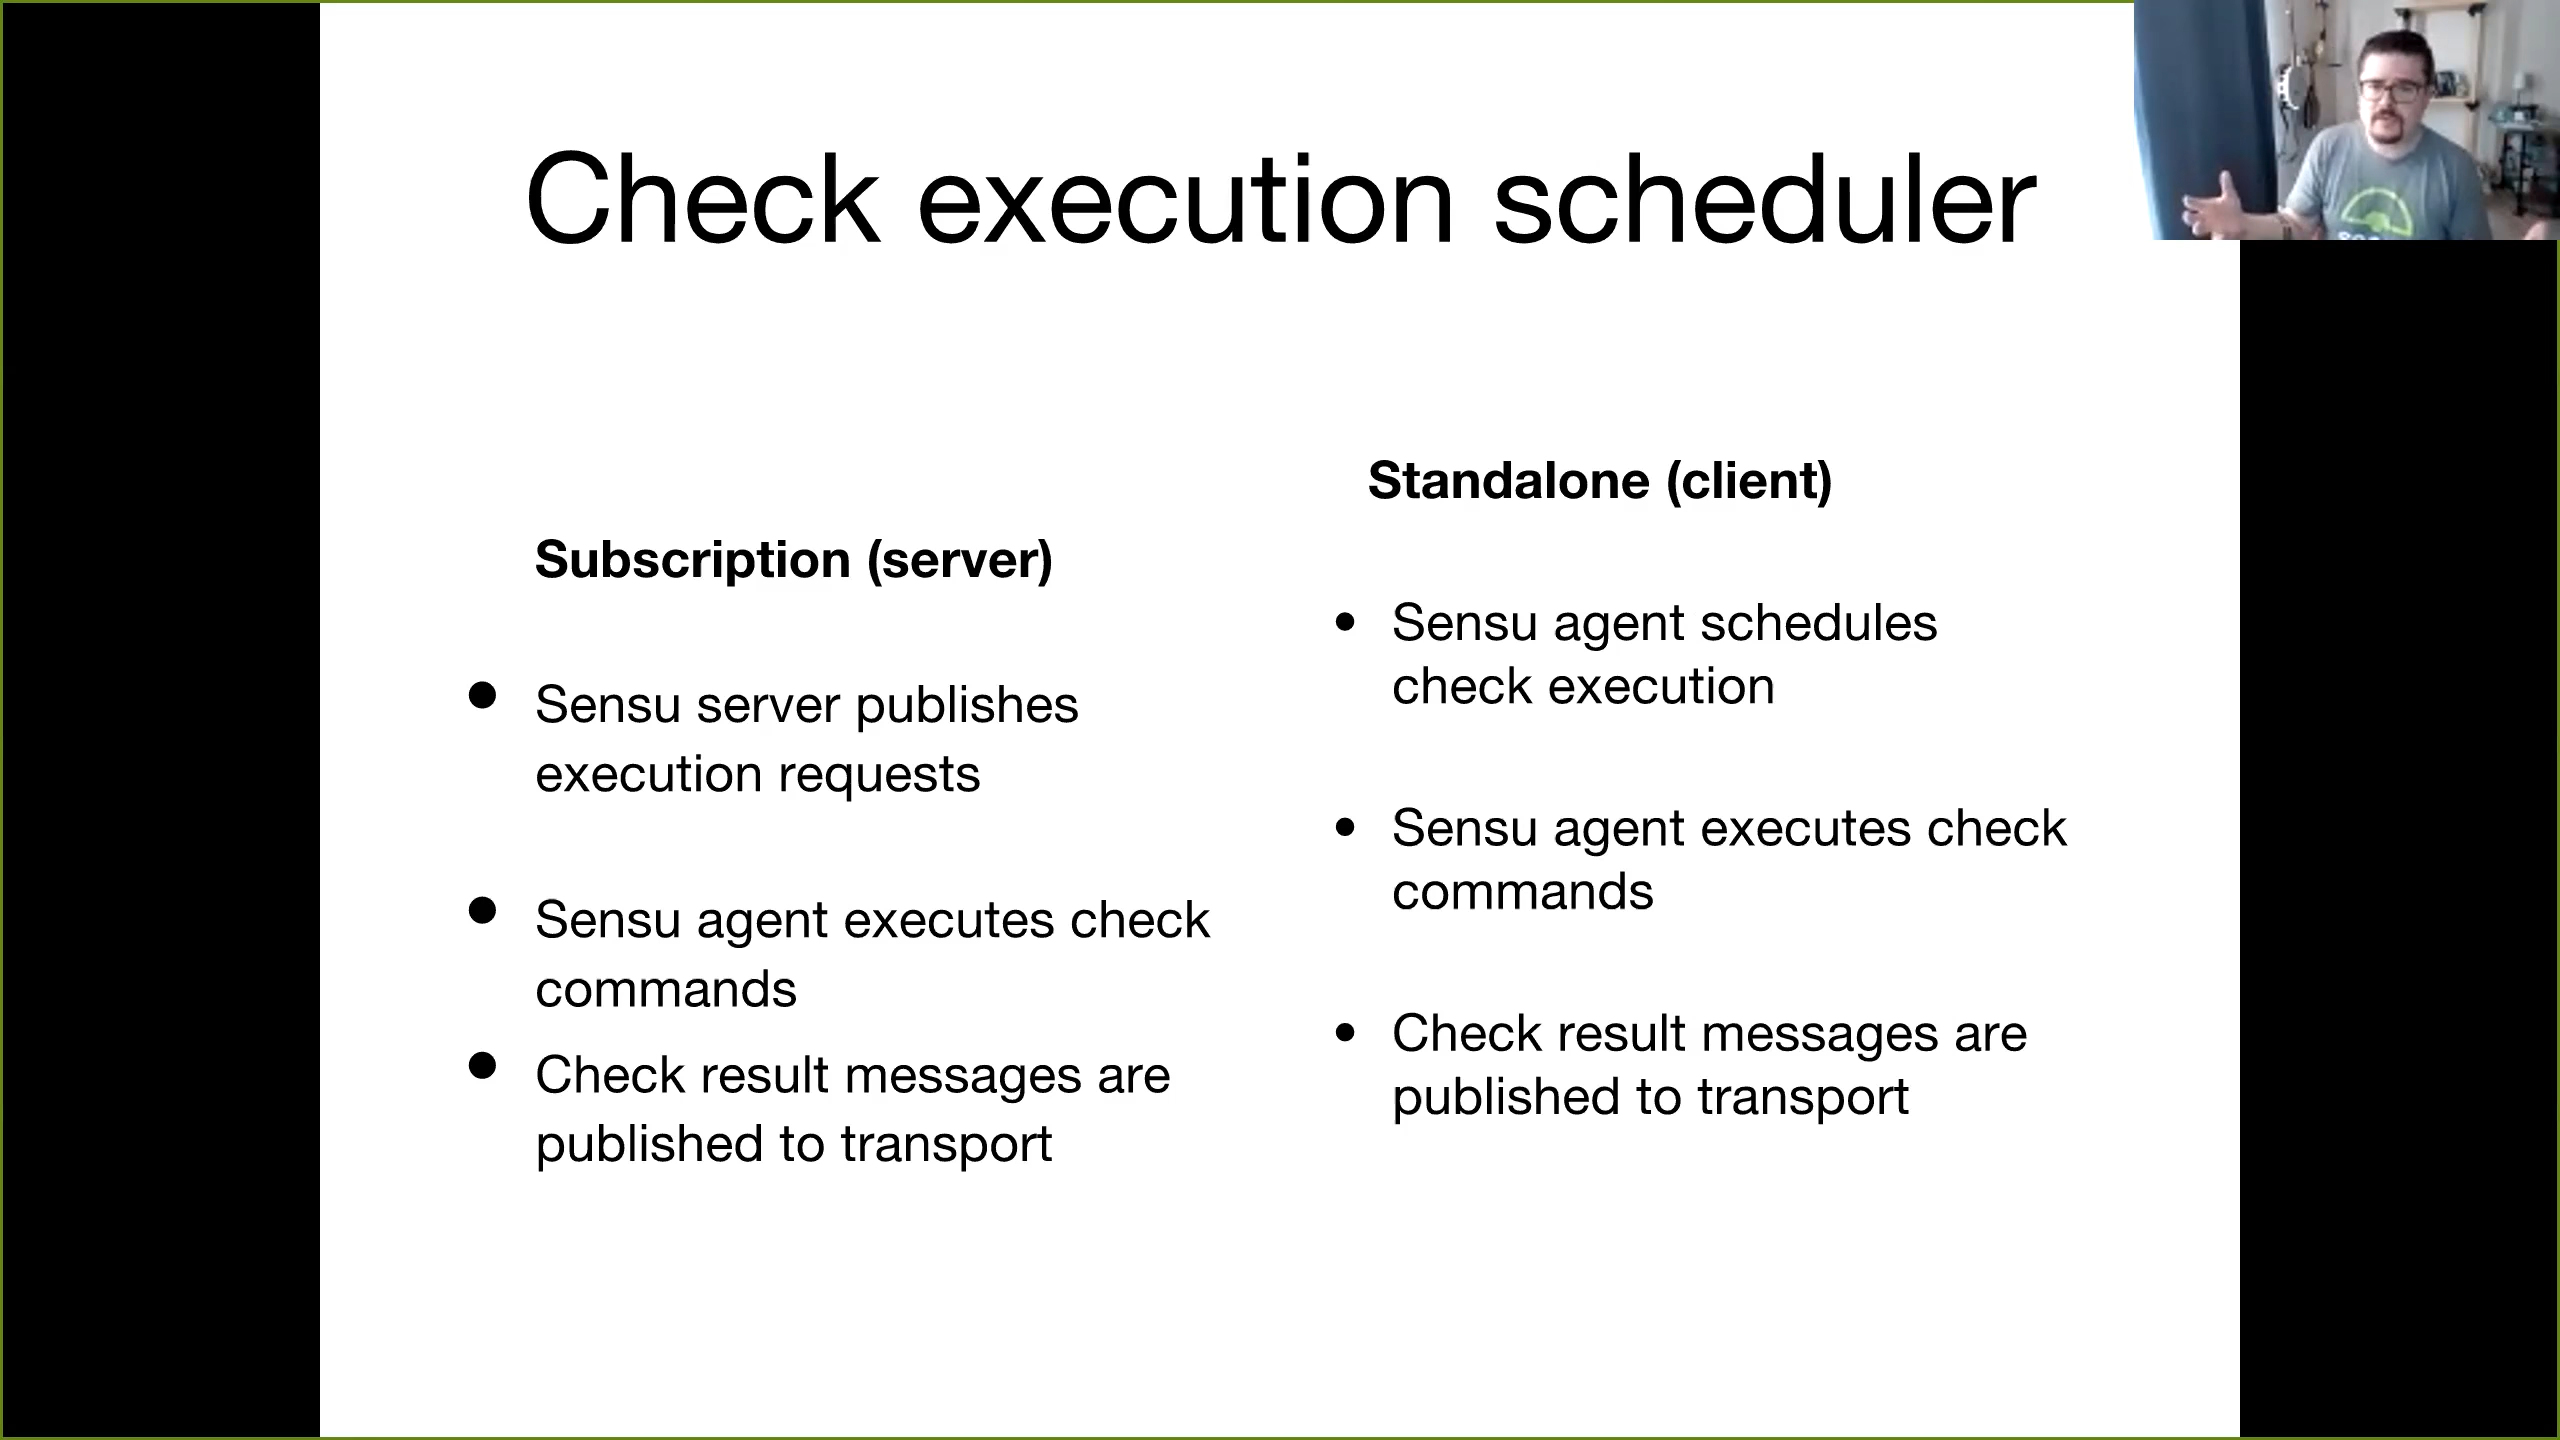 Check execution scheduler
Subscription (server)
Sensu server publishes
execution requests
Sensu agent executes check
commands
Check result messages are
published to transport
Standalone (client)
Sensu agent schedules
check execution
Sensu agent executes check
commands
Check result messages are
published to transport